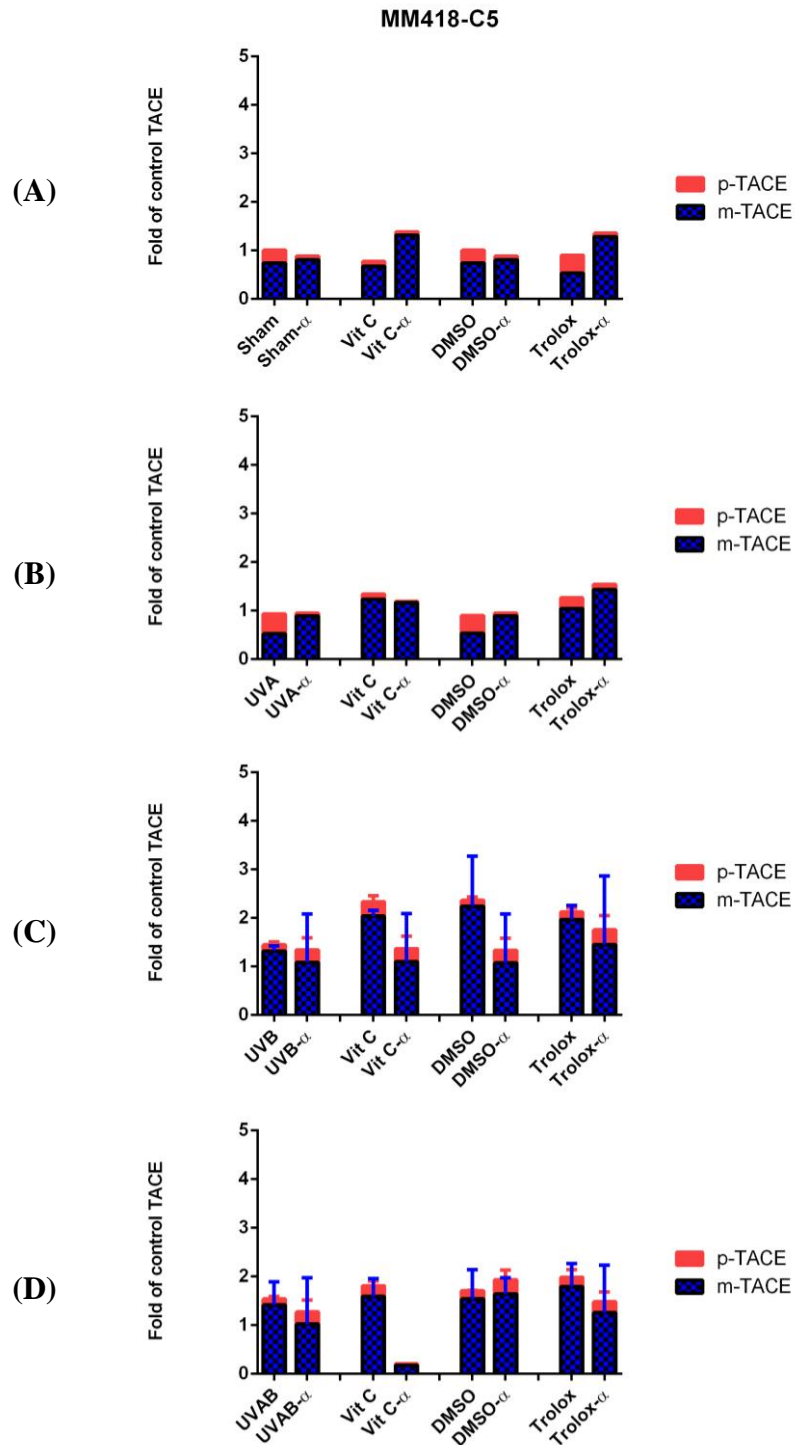 MM418-C5
(A)
Fold of control TACE
5
4
3
2
1
0
Sham
Sham-α
Vit C
Vit C-α
DMSO
DMSO-α
Trolox
Trolox-α
p-TACE
m-TACE
(B)
Fold of control TACE
5
4
3
2
1
0
UVA
UVA-α
Vit C
Vit C-α
DMSO
DMSO-α
Trolox
Trolox-α
p-TACE
m-TACE
(C)
Fold of control TACE
5
4
3
2
1
0
UVB
UVB-α
Vit C
Vit C-α
DMSO
DMSO-α
Trolox
Trolox-α
p-TACE
m-TACE
(D)
Fold of control TACE
5
4
3
2
1
0
UVAB
UVAB-α
Vit C
Vit C-α
DMSO
DMSO-α
Trolox
Trolox-α
p-TACE
m-TACE